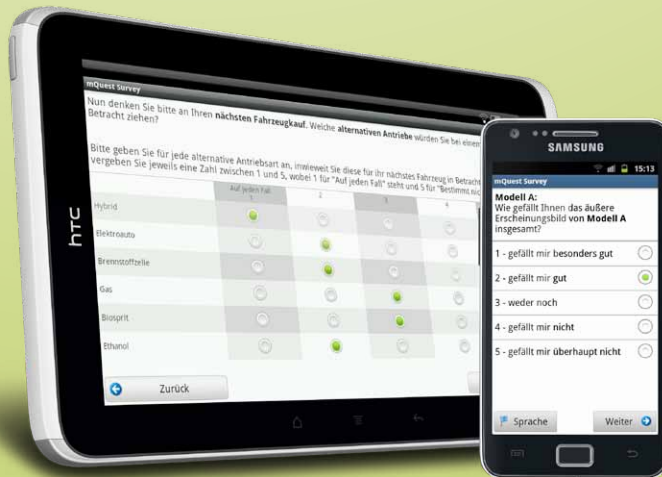 hTC
mQuest Survey
Nun denken Sie bitte an Ihren nächsten Fahrzeugkauf. Welche alternativen Antriebe würden Sie bei einem
Betracht ziehen?
Bitte geben Sie für jede alternative Antriebsart an, inwieweit Sie diese für ihr nächstes Fahrzeug in Betracht
vergeben Sie jeweils eine Zahl zwischen 1 und 5, wobei 1 für "Auf jeden Fall" steht und 5 für "Bestimmt nic
Auf jeden Fall
1 2 3 4
Hybrid
Elektroauto
Brennstoffzelle
Gas
Biosprit
Ethanol
Zurück
SAMSUNG
15:13
mQuest Survey
Modell A:
Wie gefällt Ihnen das äußere
Erscheinungsbild von Modell A
insgesamt?
1 - gefällt mir besonders gut
2 - gefällt mir gut
3 - weder noch
4 - gefällt mir nicht
5 - gefällt mir überhaupt nicht
Sprache
Weiter